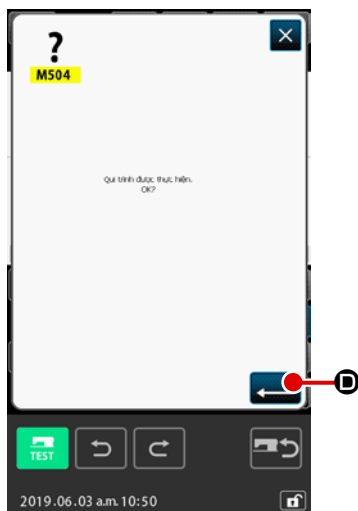 ?
M504
Qui trình được thực hiện.
OK?
D
TEST
2019.06.03 a.m.10:50